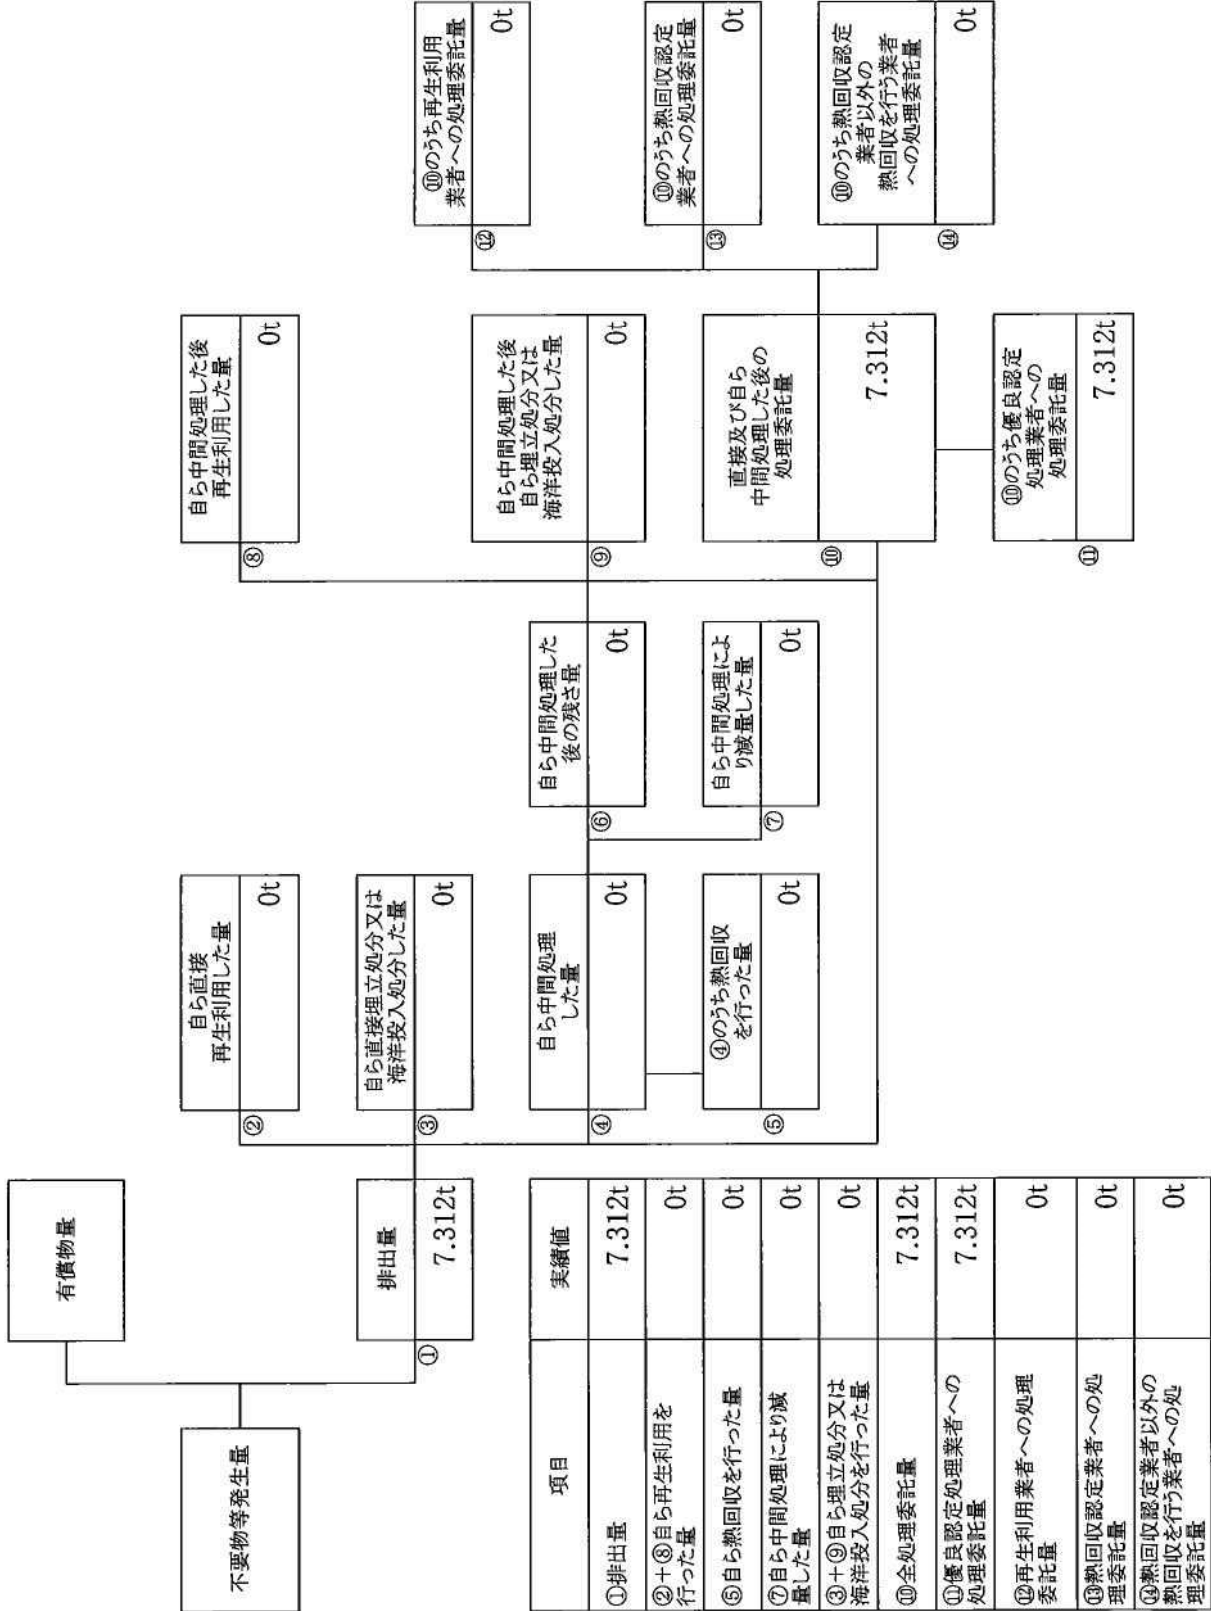 不要物等発生量
有償物量
①
排出量
7.312t
②
自ら直接
再生利用した量
0t
③
自ら直接埋立処分又は
海洋投入処分した量
0t
④
自ら中間処理
した量
0t
⑤
④のうち熱回収
を行った量
0t
⑥
自ら中間処理した
後の残さ量
0t
⑦
自ら中間処理によ
り減量した量
0t
⑧
自ら中間処理した後
再生利用した量
0t
⑨
自ら中間処理した後
自ら埋立処分又は
海洋投入処分した量
0t
⑩
直接及び自ら
中間処理した後の
処理委託量
7.312t
⑪
⑩のうち優良認定
処理業者への
処理委託量
7.312t
⑫
⑩のうち再生利用
業者への処理委託量
0t
⑬
⑩のうち熱回収認定
業者への処理委託量
0t
⑭
⑩のうち熱回収認定
業者以外の
熱回収を行う業者
への処理委託量
0t
項目 実績値
①排出量 7.312t
②+⑧自ら再生利用を
行った量 0t
⑤自ら熱回収を行った量 0t
⑦自ら中間処理により減
量した量 0t
③+⑨自ら埋立処分又は
海洋投入処分を行った量 0t
⑩全処理委託量 7.312t
⑪優良認定処理業者への
処理委託量 7.312t
⑫再生利用業者への処理
委託量 0t
⑬熱回収認定業者への処
理委託量 0t
⑭熱回収認定業者以外の
熱回収を行う業者への処
理委託量 0t